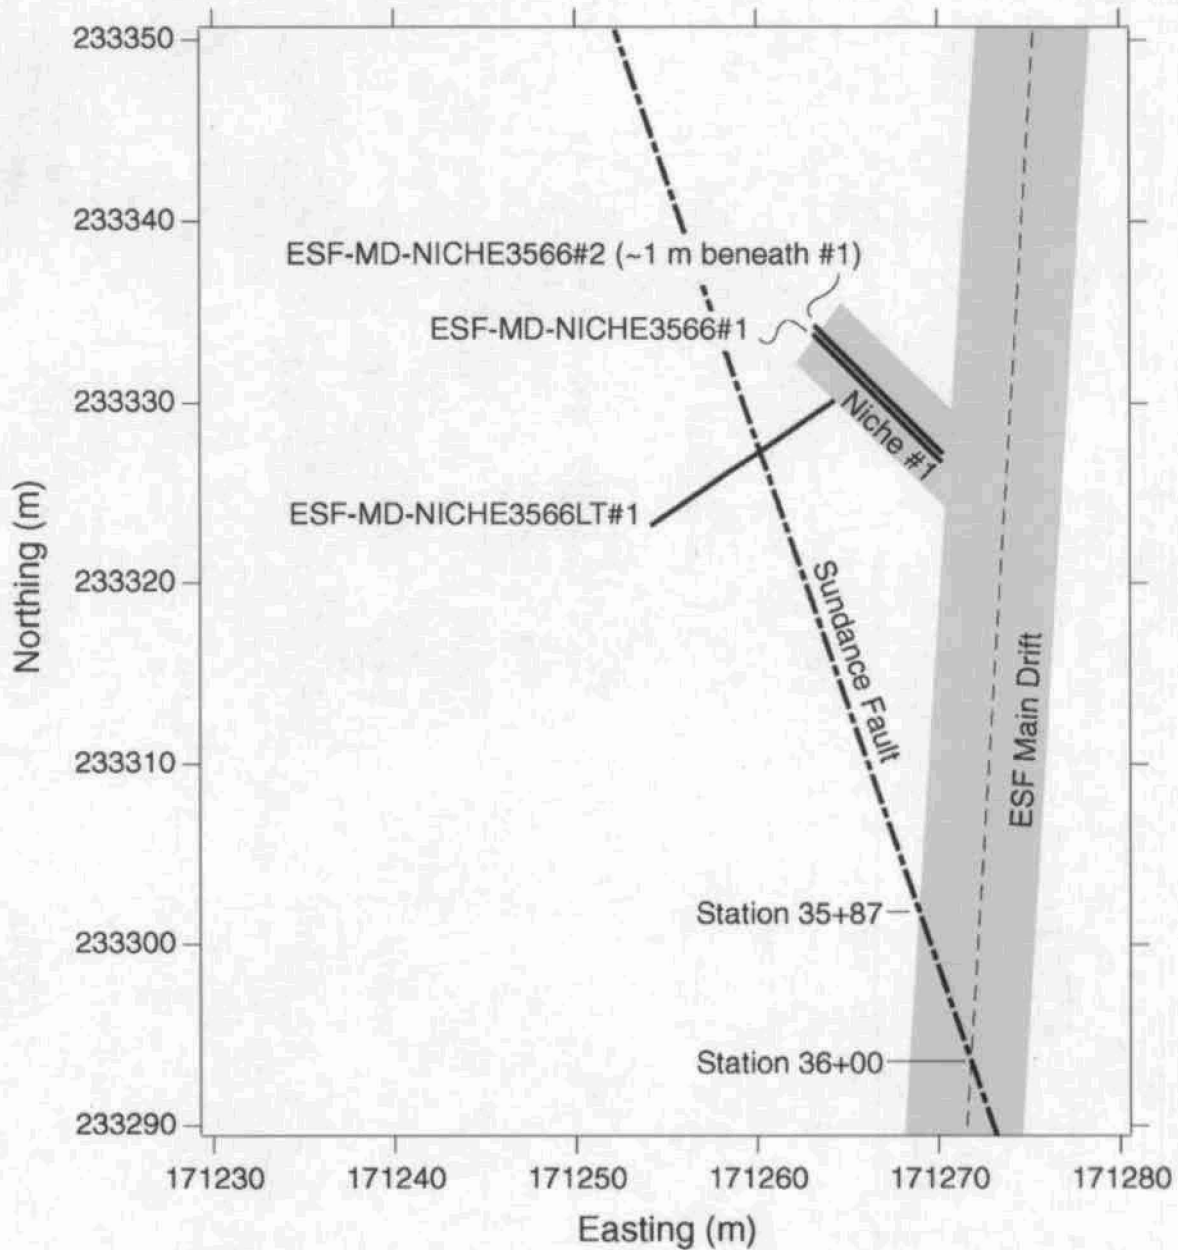 233350
233340
ESF-MD-NICHE3566#2 (~1 m beneath #1)
ESF-MD-NICHE3566#1
233330
Niche #1
ESF-MD-NICHE3566LT#1
Northing (m)
233320
Sundance Fault
ESF Main Drift
233310
Station 35+87
233300
Station 36+00
233290
171230 171240 171250 171260 171270 171280
Easting (m)